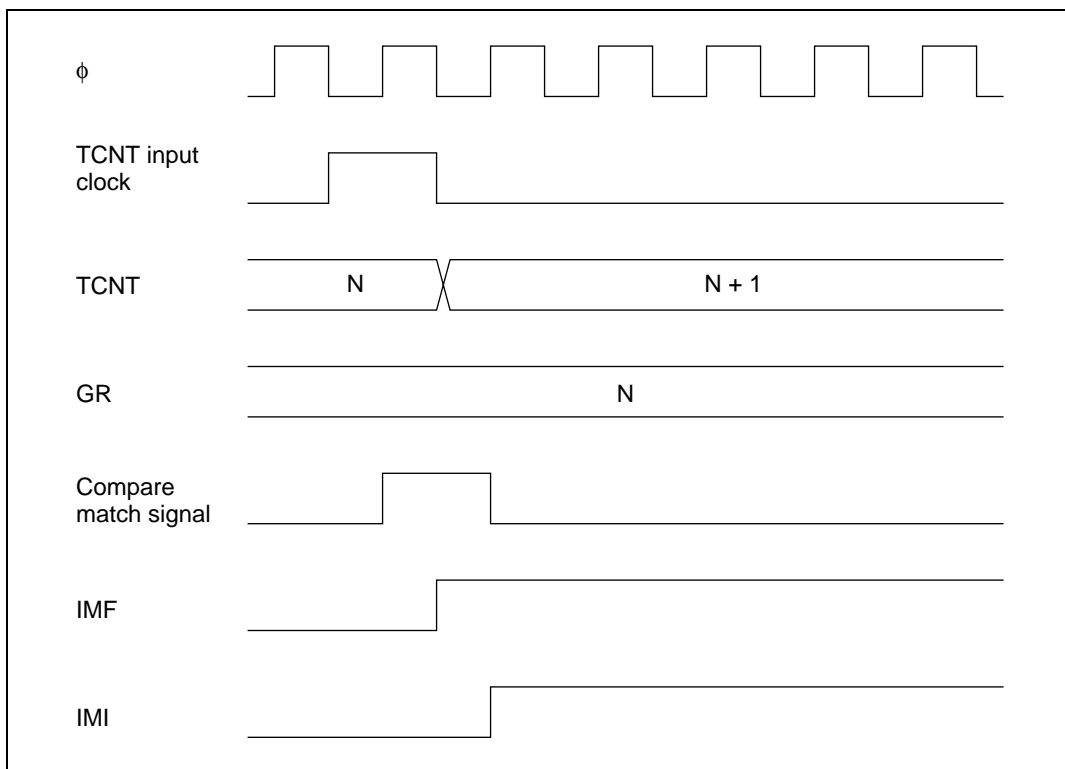 ϕ
TCNT input
clock
TCNT
N
N + 1
GR
N
Compare
match signal
IMF
IMI